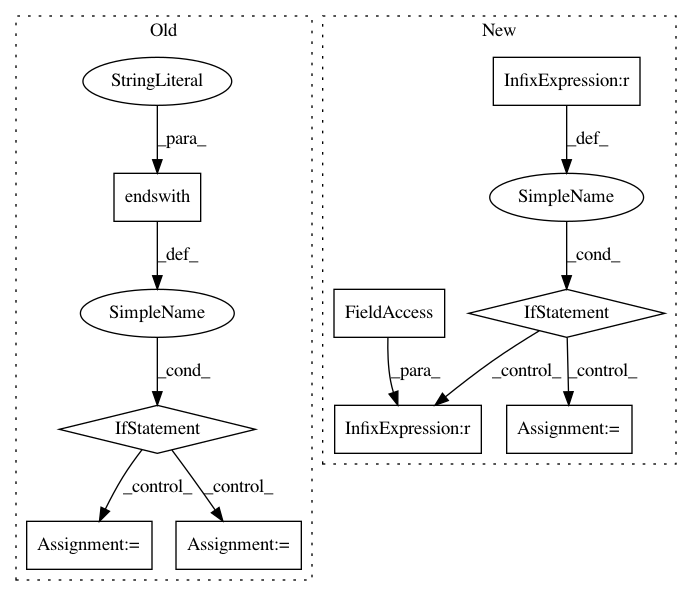 Old
StringLiteral
_para_
endswith
_def_
SimpleName
_cond_
IfStatement
_control_
_control_
Assignment:=
Assignment:=
New
InfixExpression:r
_def_
SimpleName
_cond_
FieldAccess
IfStatement
_para_
_control_
_control_
InfixExpression:r
Assignment:=